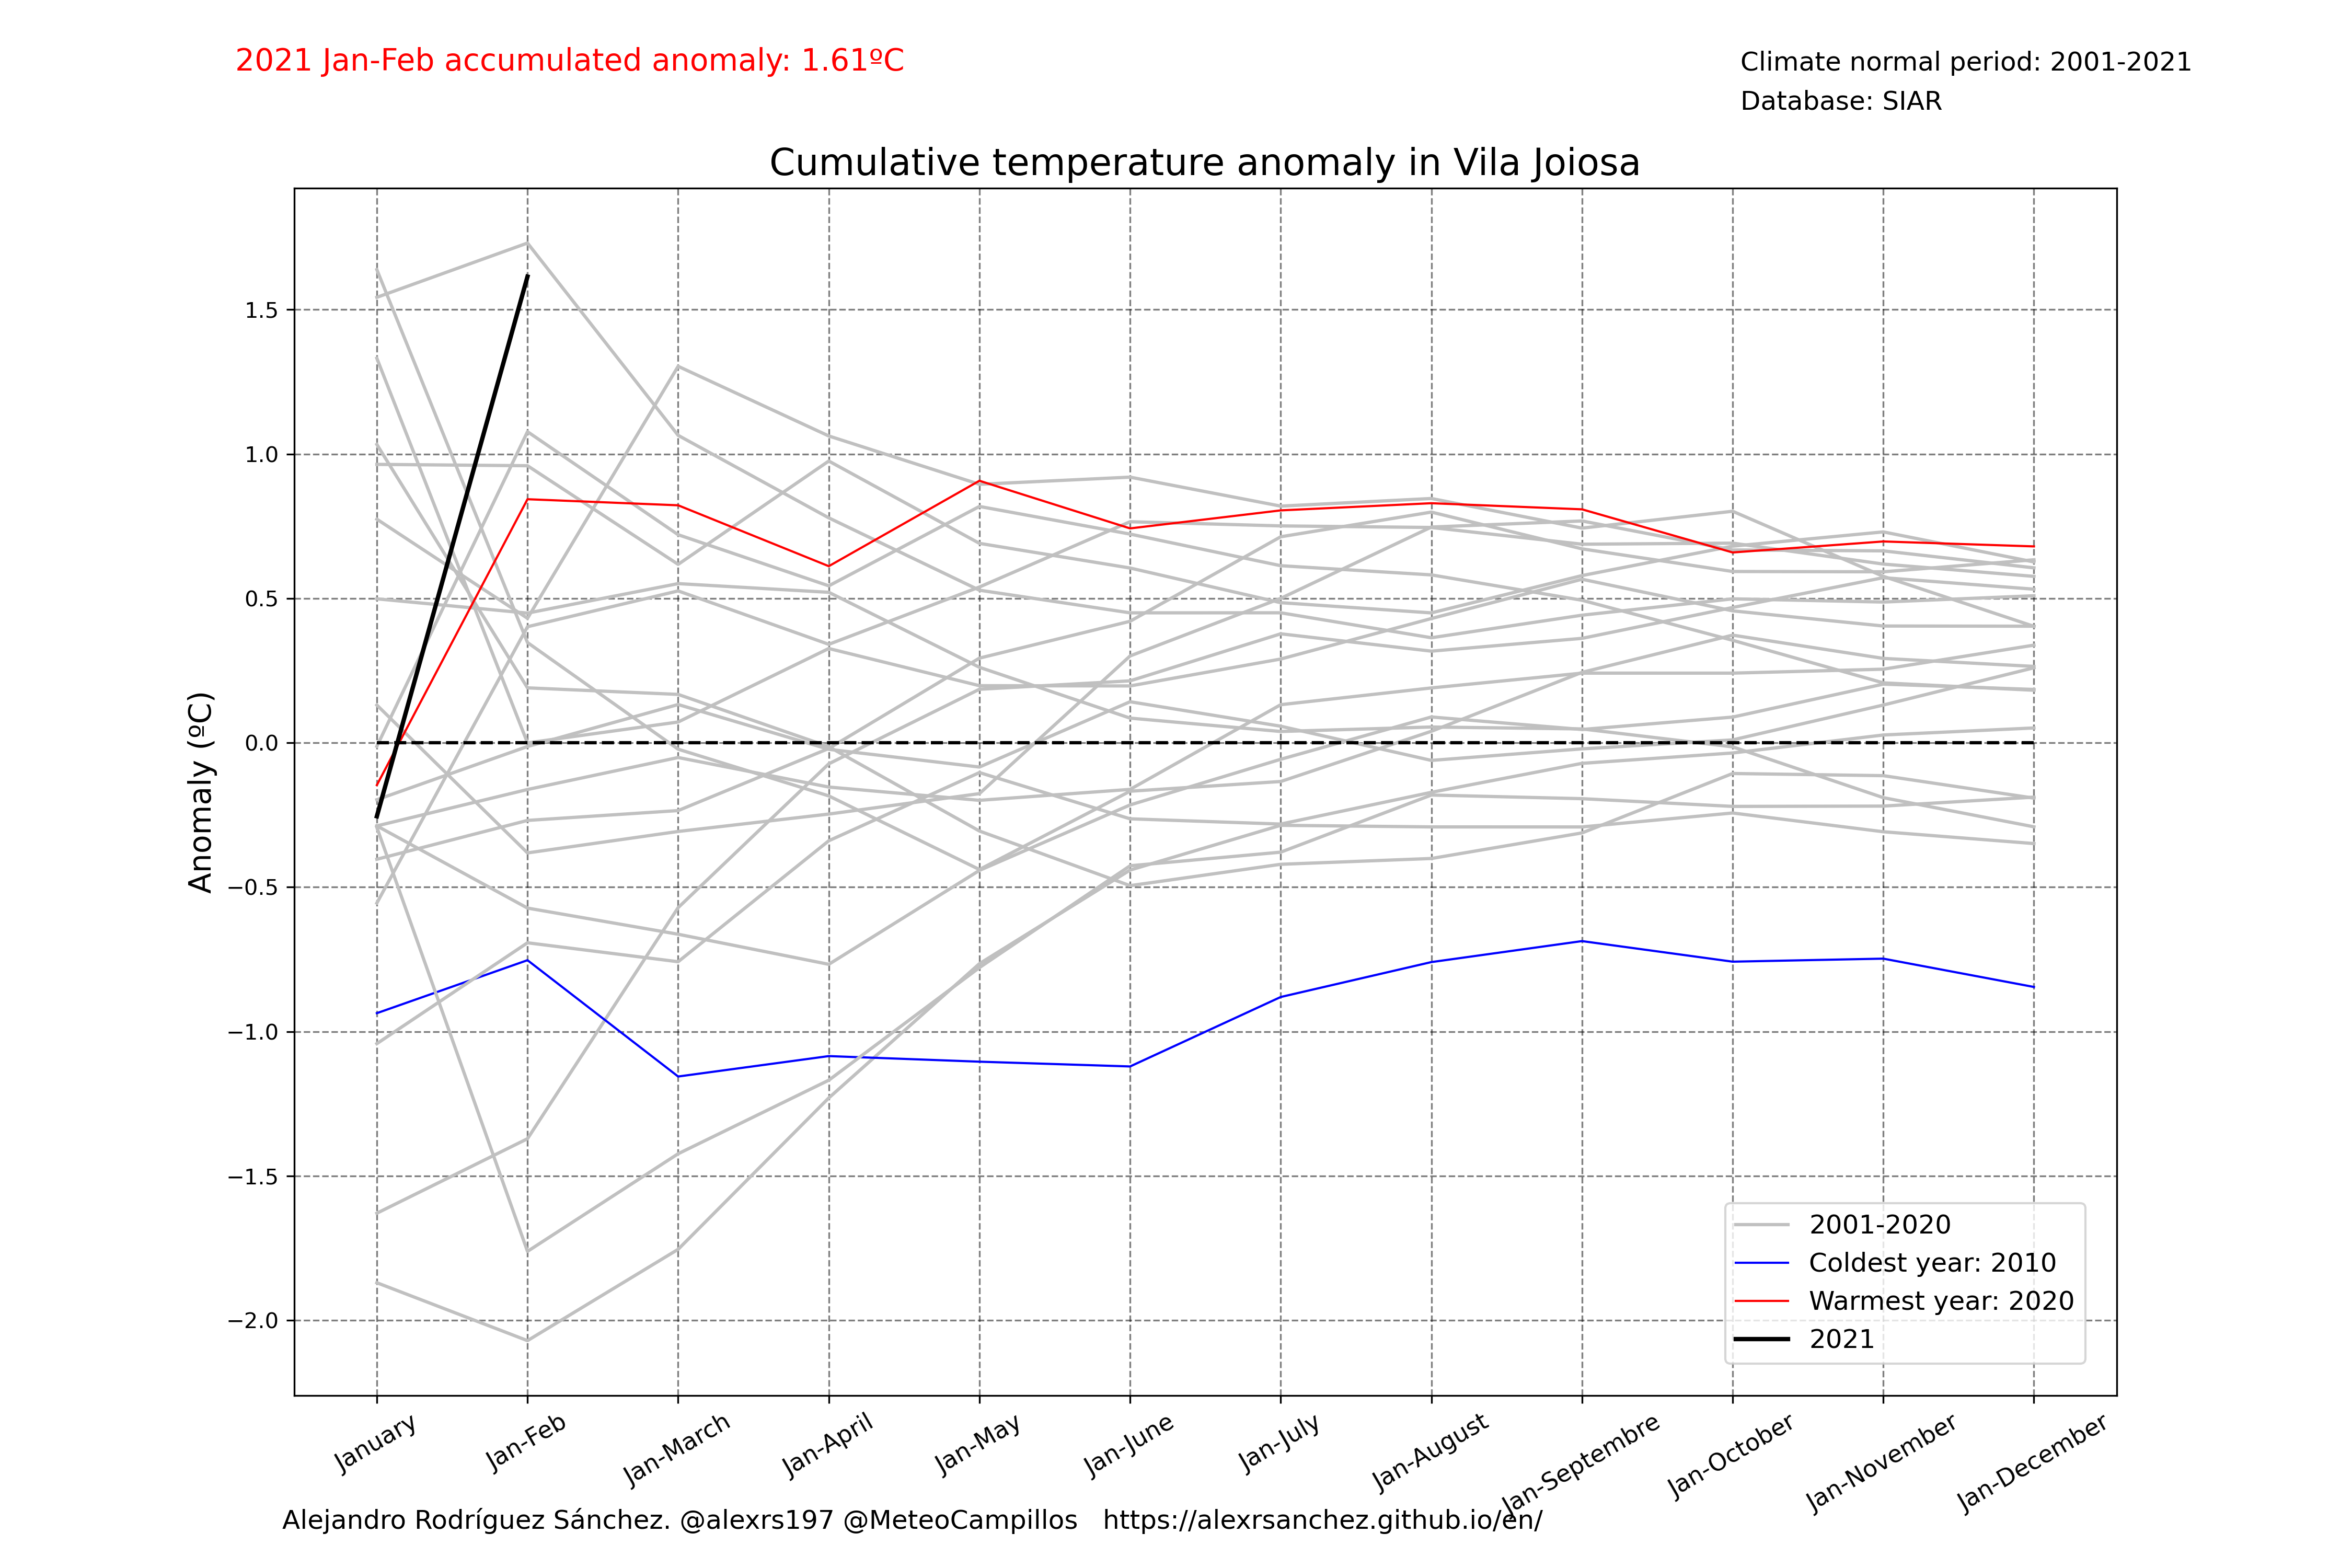 2021 Jan-Feb accumulated anomaly: 1.61ºC
Climate normal period: 2001-2021
Database: SIAR
Cumulative temperature anomaly in Vila Joiosa
Anomaly (ºC)
1.5
1.0
0.5
0.0
−0.5
−1.0
−1.5
−2.0
2001-2020
Coldest year: 2010
Warmest year: 2020
2021
January
Jan-Feb
Jan-March
Jan-April
Jan-May
Jan-June
Jan-July
Jan-August
Jan-Septembre
Jan-October
Jan-November
Jan-December
Alejandro Rodríguez Sánchez. @alexrs197 @MeteoCampillos https://alexrsanchez.github.io/en/